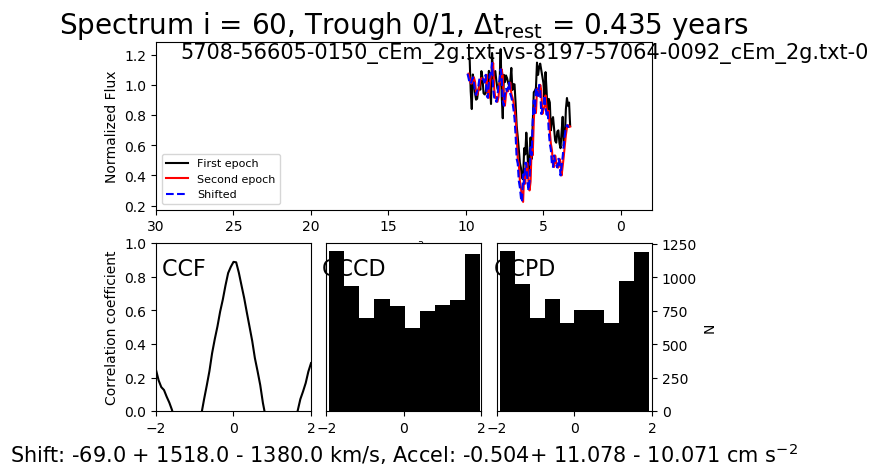 Spectrum i = 60, Trough 0/1, Δt_rest = 0.435 years
5708-56605-0150_cEm_2g.txt-vs-8197-57064-0092_cEm_2g.txt-0
Normalized Flux
1.2
1.0
0.8
0.6
0.4
0.2
First epoch
Second epoch
Shifted
30 25 20 15 10 5 0
Correlation coefficient
1.0
0.8
0.6
0.4
0.2
0.0
CCF
−2 0 2
CCCD
−2 0 2
CCPD
−2 0 2
1250
1000
750
500
250
0
N
Shift: -69.0 + 1518.0 - 1380.0 km/s, Accel: -0.504+ 11.078 - 10.071 cm s⁻²